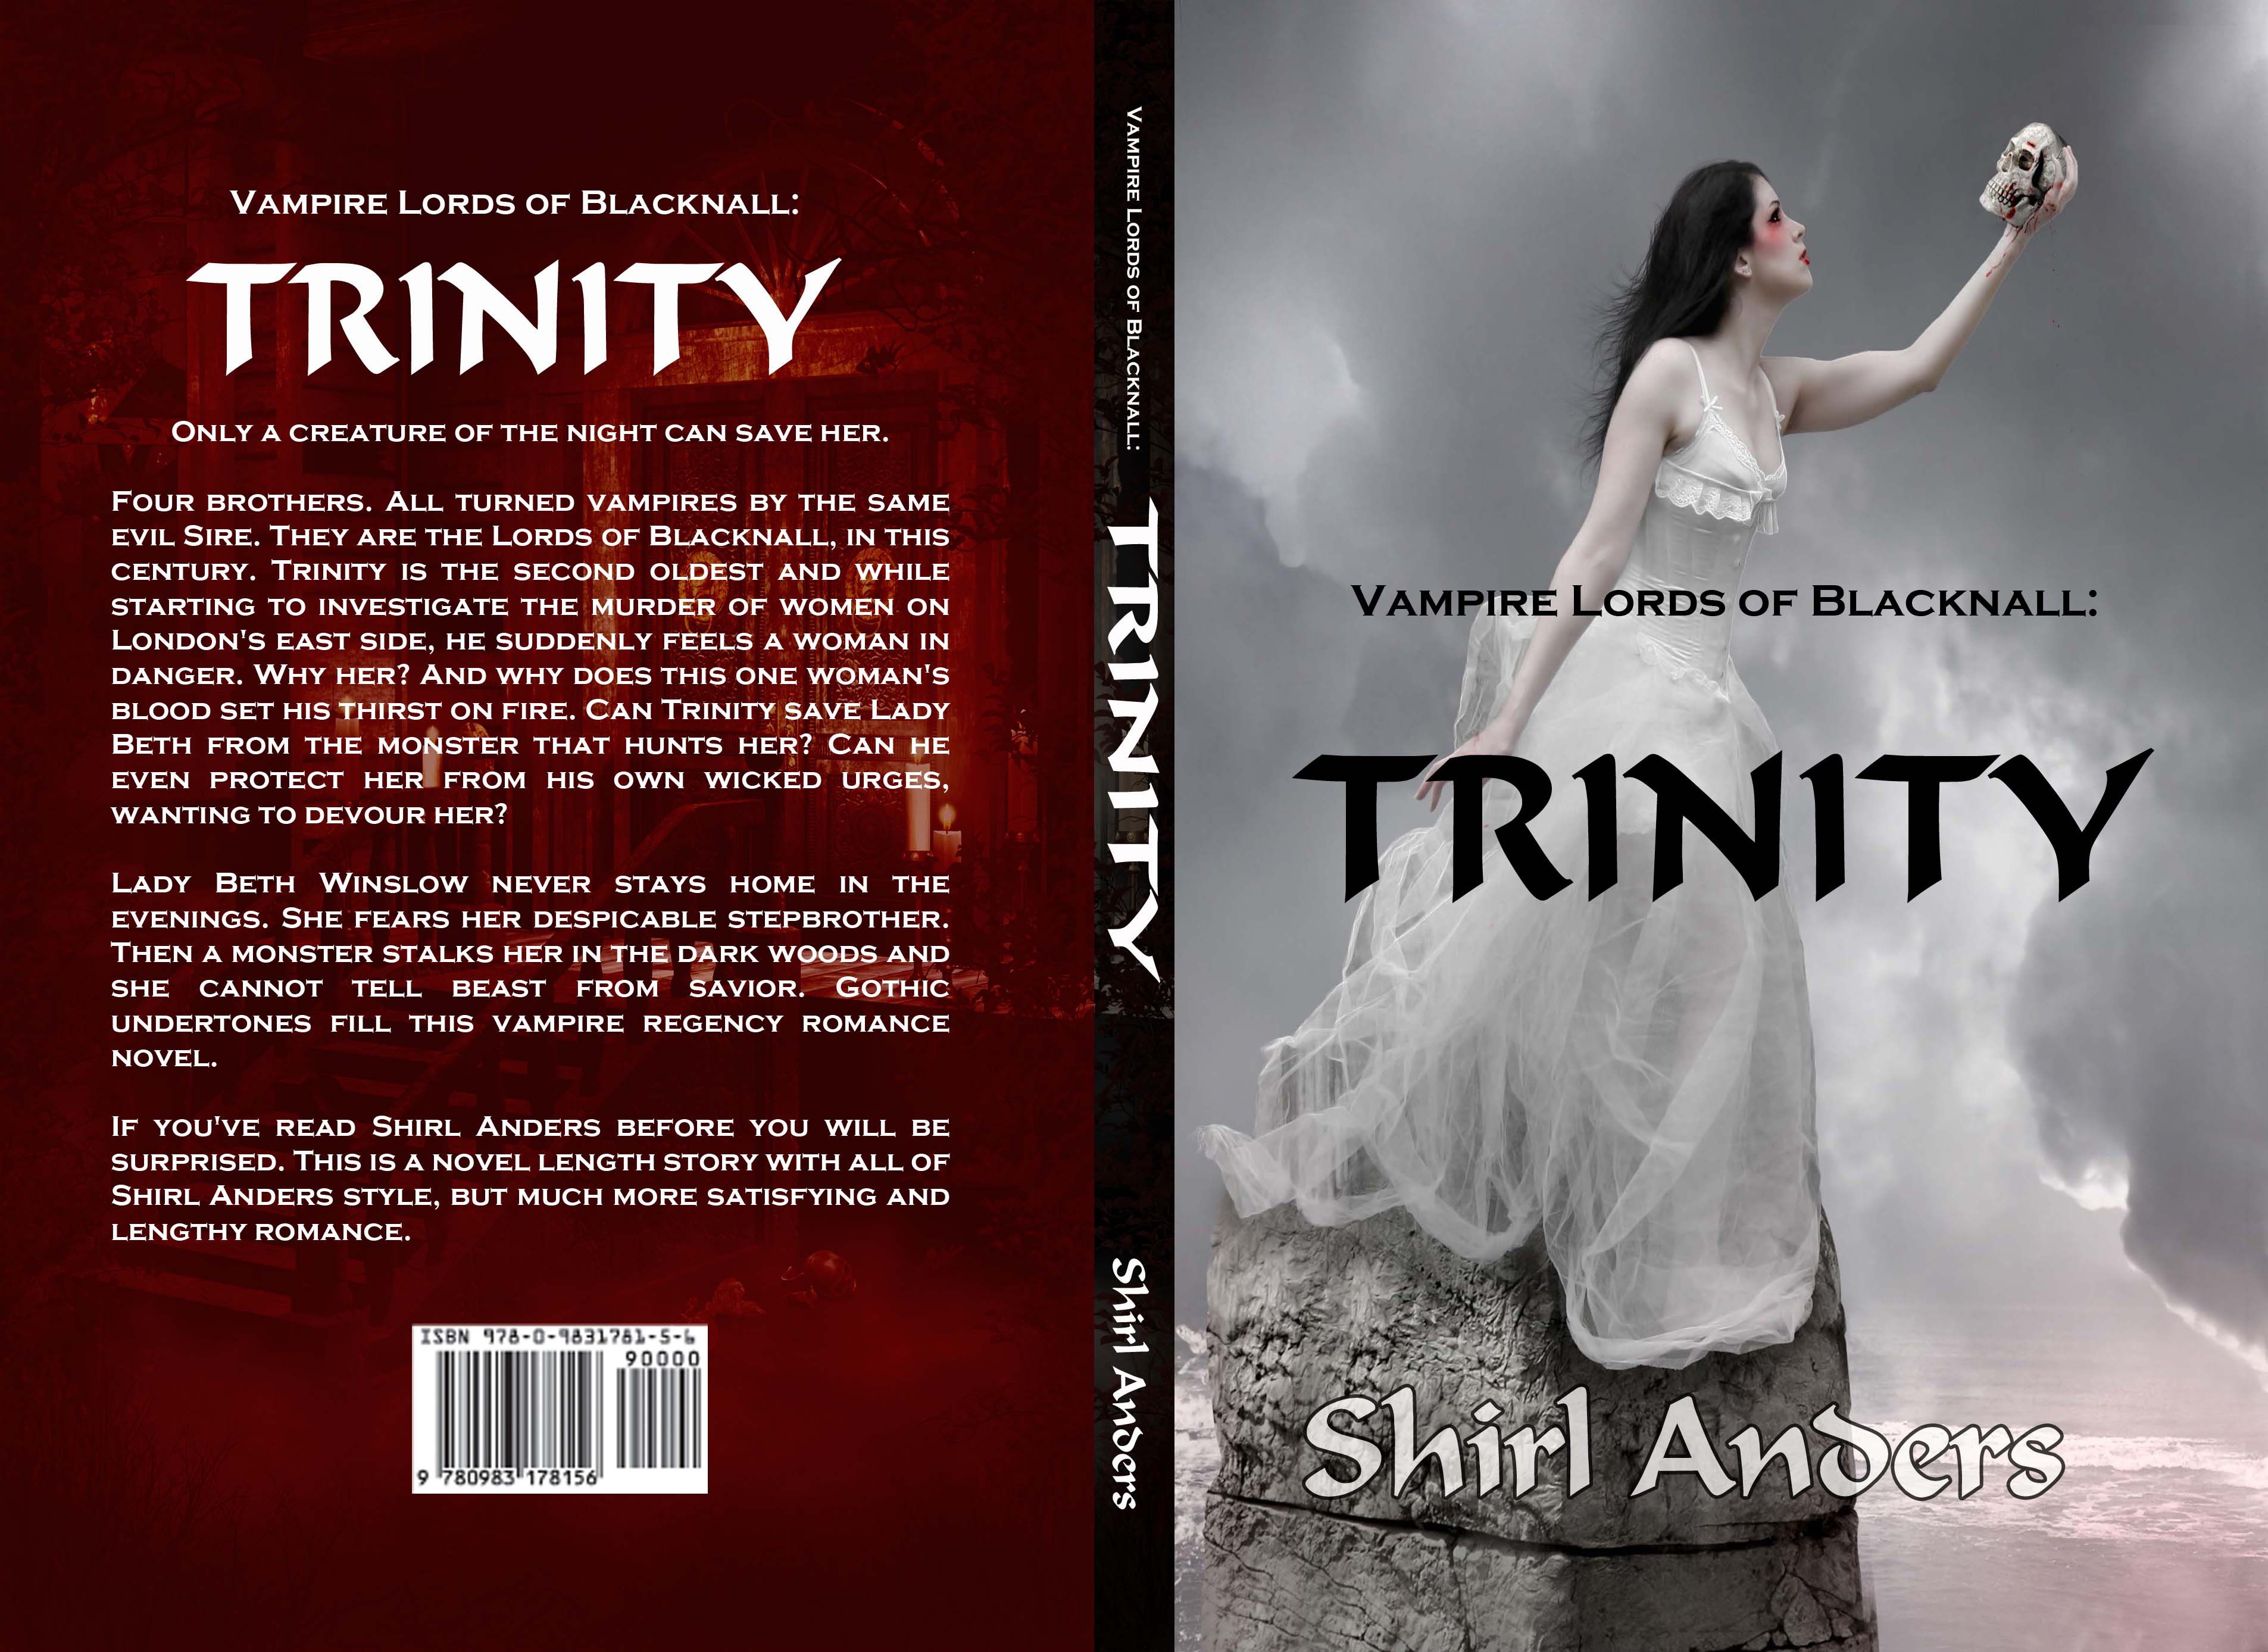 Vampire Lords of Blacknall:
TRINITY
Only a creature of the night can save her.
Four brothers. All turned vampires by the same
evil Sire. They are the Lords of Blacknall, in this
century. Trinity is the second oldest and while
starting to investigate the murder of women on
London's east side, he suddenly feels a woman in
danger. Why her? And why does this one woman's
blood set his thirst on fire. Can Trinity save Lady
Beth from the monster that hunts her? Can he
even protect her from his own wicked urges,
wanting to devour her?
Lady Beth Winslow never stays home in the
evenings. She fears her despicable stepbrother.
Then a monster stalks her in the dark woods and
she cannot tell beast from savior. Gothic
undertones fill this vampire regency romance
novel.
If you've read Shirl Anders before you will be
surprised. This is a novel length story with all of
Shirl Anders style, but much more satisfying and
lengthy romance.
ISBN 978-0-9831781-5-6
90000
9 780983 178156
Vampire Lords of Blacknall:
TRINITY
Shirl Anders
Vampire Lords of Blacknall:
TRINITY
Shirl Anders